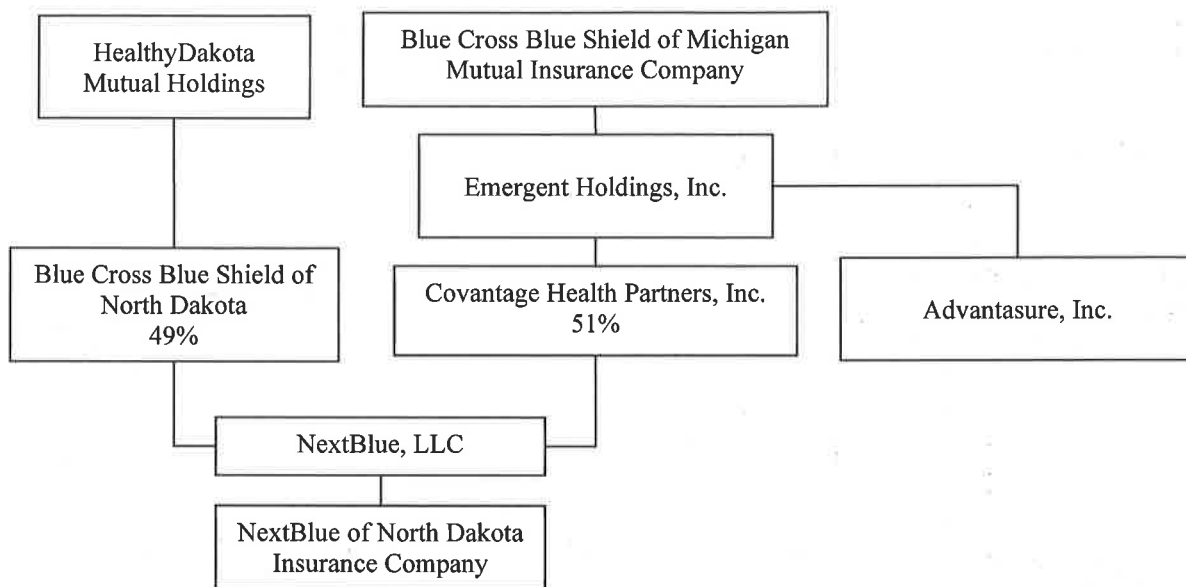 HealthyDakota
Mutual Holdings
Blue Cross Blue Shield of Michigan
Mutual Insurance Company
Emergent Holdings, Inc.
Blue Cross Blue Shield of
North Dakota
49%
Covantage Health Partners, Inc.
51%
Advantasure, Inc.
NextBlue, LLC
NextBlue of North Dakota
Insurance Company